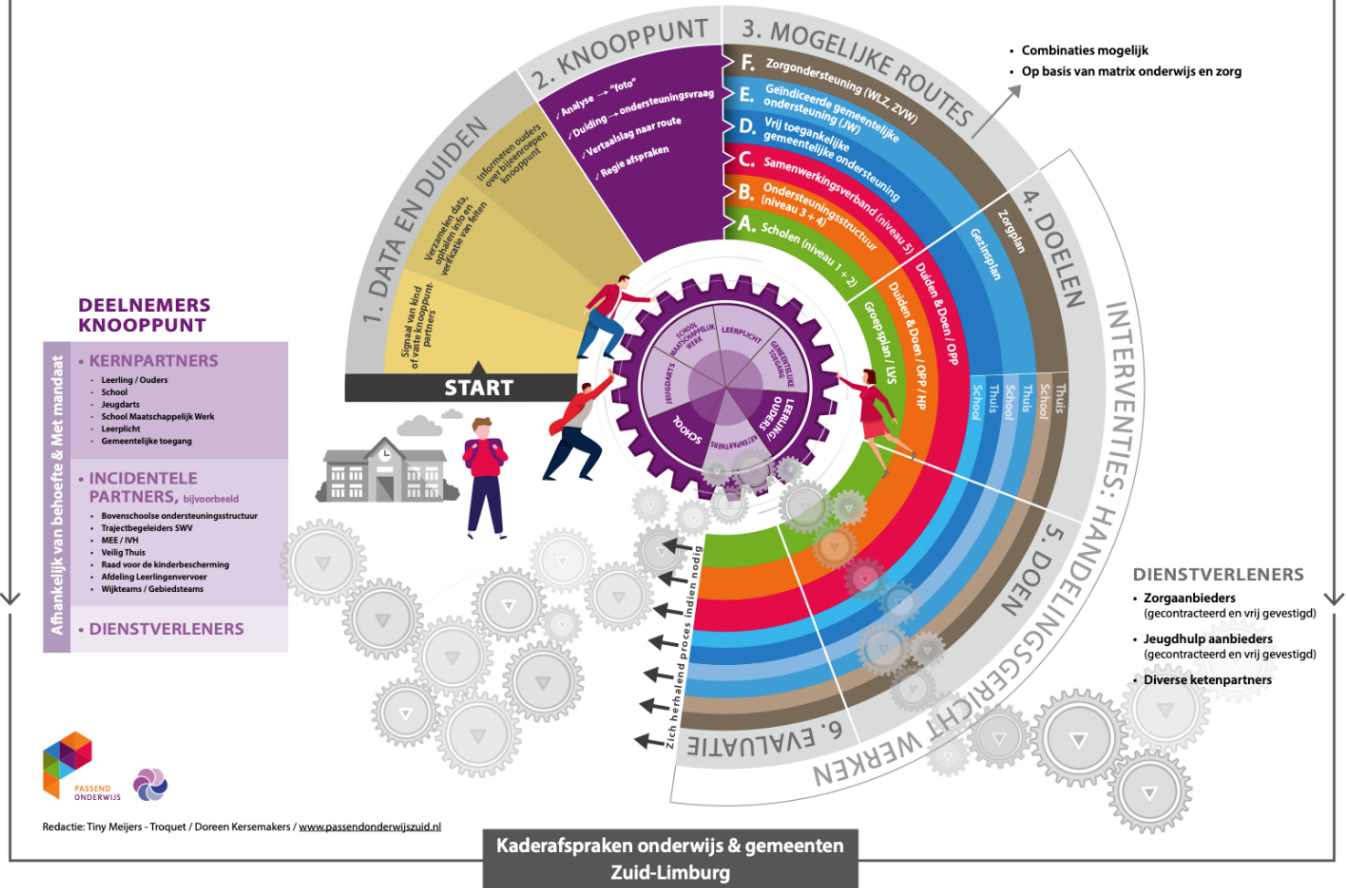 1. DATA EN DUIDEN
Signaal van kind
of vaste knooppunt-
partners
Verzamelen data,
ophalen info en
verificatie van feiten
Informeren ouders
over bijeenroepen
knooppunt
START
2. KNOOPPUNT
✓ Analyse → “foto”
✓ Duiding → ondersteuningsvraag
✓ Vertaalslag naar route
✓ Regie afspraken
3. MOGELIJKE ROUTES
F. Zorgondersteuning (WLZ, ZVW)
E. Geïndiceerde gemeentelijke
ondersteuning (JW)
D. Vrij toegankelijke
gemeentelijke ondersteuning
C. Samenwerkingsverband (niveau 5)
B. Ondersteuningsstructuur
(niveau 3 + 4)
A. Scholen (niveau 1 + 2)
• Combinaties mogelijk
• Op basis van matrix onderwijs en zorg
4. DOELEN
Zorgplan
Gezinsplan
Duiden & Doen / OPP
Duiden & Doen / OPP / HP
Groepsplan / LVS
School
Thuis
School
Thuis
School
Thuis
INTERVENTIES: HANDELINGSGERICHT WERKEN
5. DOEN
6. EVALUATIE
Zich herhalend proces indien nodig
SCHOOL
JEUGDARTS
SCHOOL
MAATSCHAPPELIJK
WERK
LEERPLICHT
GEMEENTELIJKE
TOEGANG
LEERLING/
OUDERS
KETENPARTNERS
DEELNEMERS
KNOOPPUNT
Afhankelijk van behoefte & Met mandaat
• KERNPARTNERS
- Leerling / Ouders
- School
- Jeugdarts
- School Maatschappelijk Werk
- Leerplicht
- Gemeentelijke toegang
• INCIDENTELE
PARTNERS, bijvoorbeeld
• Bovenschoolse ondersteuningsstructuur
• Trajectbegeleiders SWV
• MEE / IVH
• Veilig Thuis
• Raad voor de kinderbescherming
• Afdeling Leerlingenvervoer
• Wijkteams / Gebiedsteams
• DIENSTVERLENERS
DIENSTVERLENERS
• Zorgaanbieders
(gecontracteerd en vrij gevestigd)
• Jeugdhulp aanbieders
(gecontracteerd en vrij gevestigd)
• Diverse ketenpartners
PASSEND
ONDERWIJS
Redactie: Tiny Meijers - Troquet / Doreen Kersemakers / www.passendonderwijszuid.nl
Kaderafspraken onderwijs & gemeenten
Zuid-Limburg